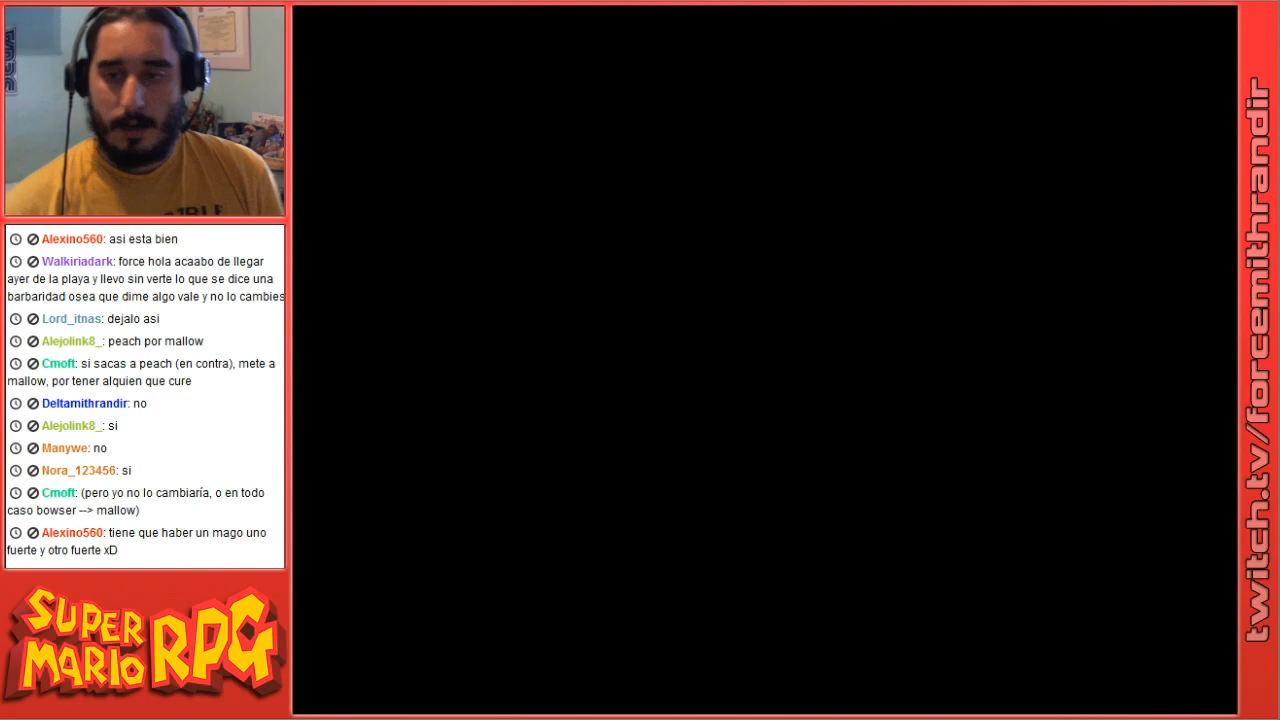 Alexino560: asi esta bien
Walkiriadark: force hola acaabo de llegar
ayer de la playa y llevo sin verte lo que se dice una
barbaridad osea que dime algo vale y no lo cambies
Lord_itnas: dejalo asi
Alejolink8_: peach por mallow
Cmoft: si sacas a peach (en contra), mete a
mallow, por tener alquien que cure
Deltamithrandir: no
Alejolink8_: si
Manywe: no
Nora_123456: si
Cmoft: (pero yo no lo cambiaría, o en todo
caso bowser --> mallow)
Alexino560: tiene que haber un mago uno
fuerte y otro fuerte xD
SUPER
MARIO
RPG
twitch.tv/forcemithrandir